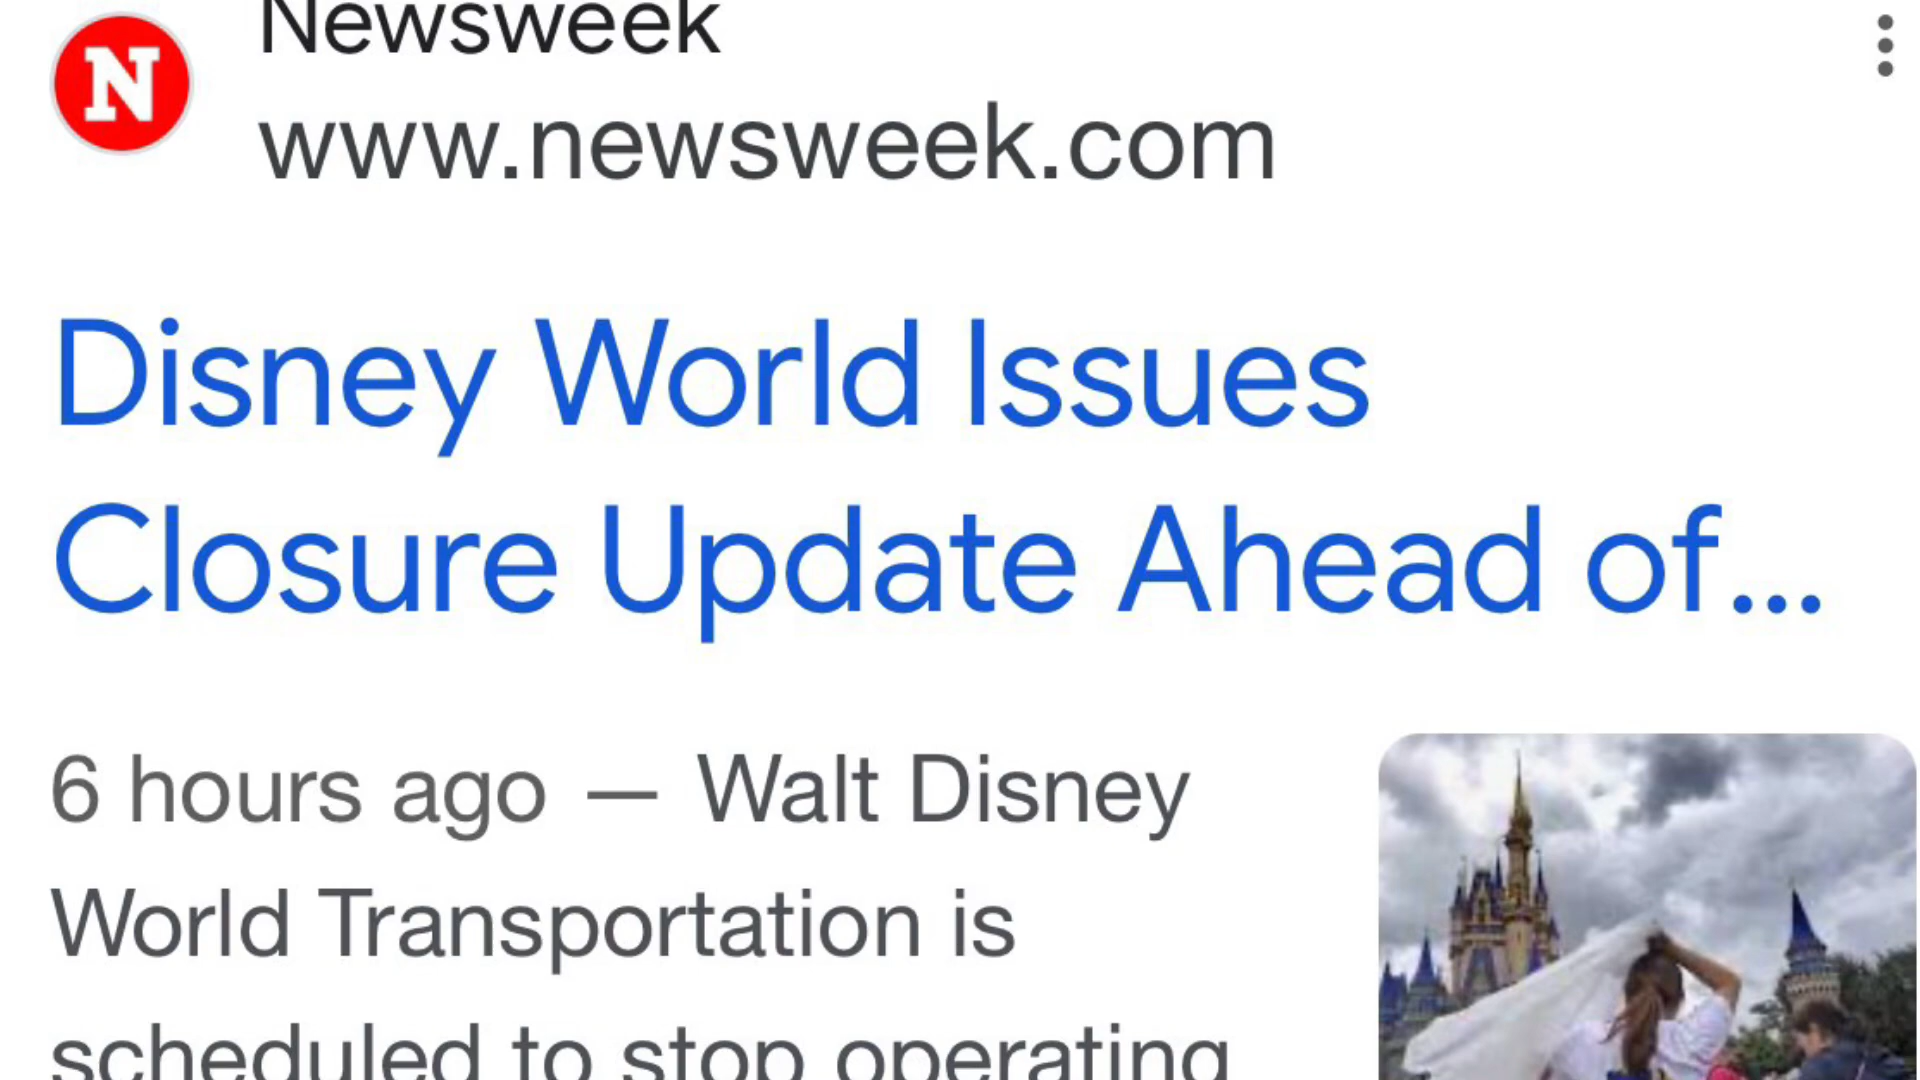 Newsweek
N
www.newsweek.com
Disney World Issues
Closure Update Ahead of...
6 hours ago — Walt Disney
World Transportation is
scheduled to stop operating